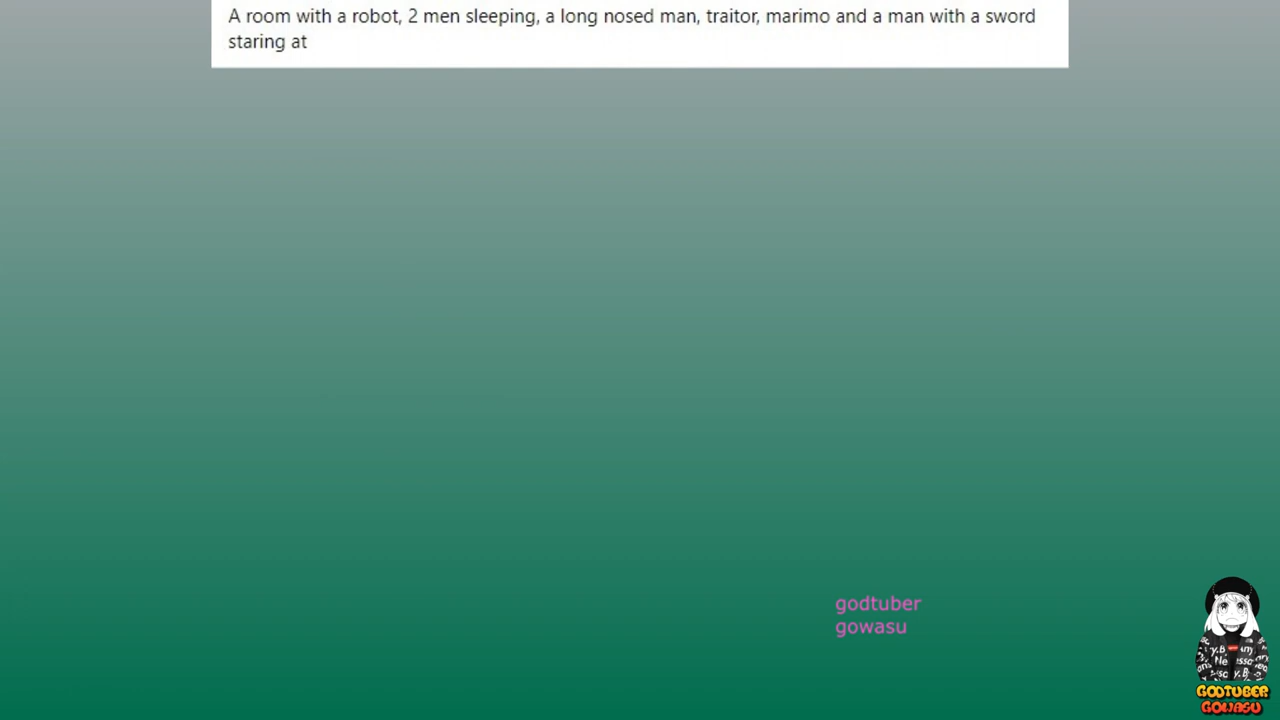 A room with a robot, 2 men sleeping, a long nosed man, traitor, marimo and a man with a sword
staring at
godtuber
gowasu
GODTUBER
GOWASU